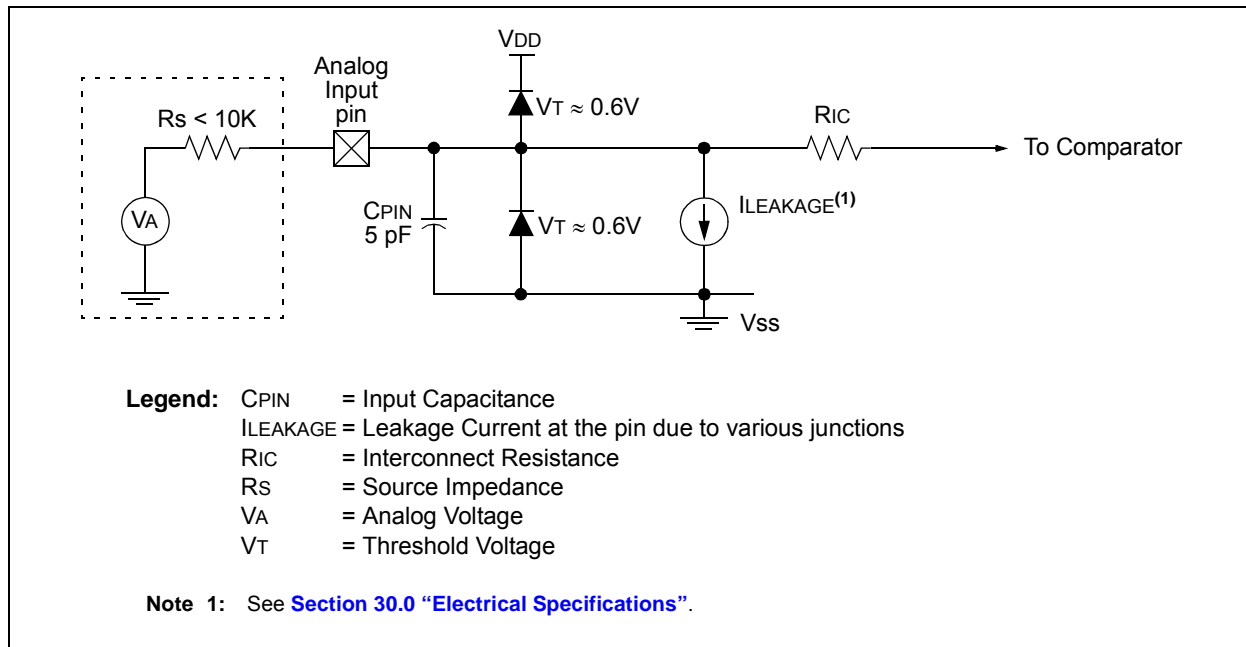 VDD
Analog
Input
pin
VT ≈ 0.6V
Rs < 10K
RIC
To Comparator
VA
CPIN
5 pF
VT ≈ 0.6V
ILEAKAGE(1)
Vss
Legend: CPIN = Input Capacitance
ILEAKAGE = Leakage Current at the pin due to various junctions
RIC = Interconnect Resistance
RS = Source Impedance
VA = Analog Voltage
VT = Threshold Voltage
Note 1: See Section 30.0 “Electrical Specifications”.